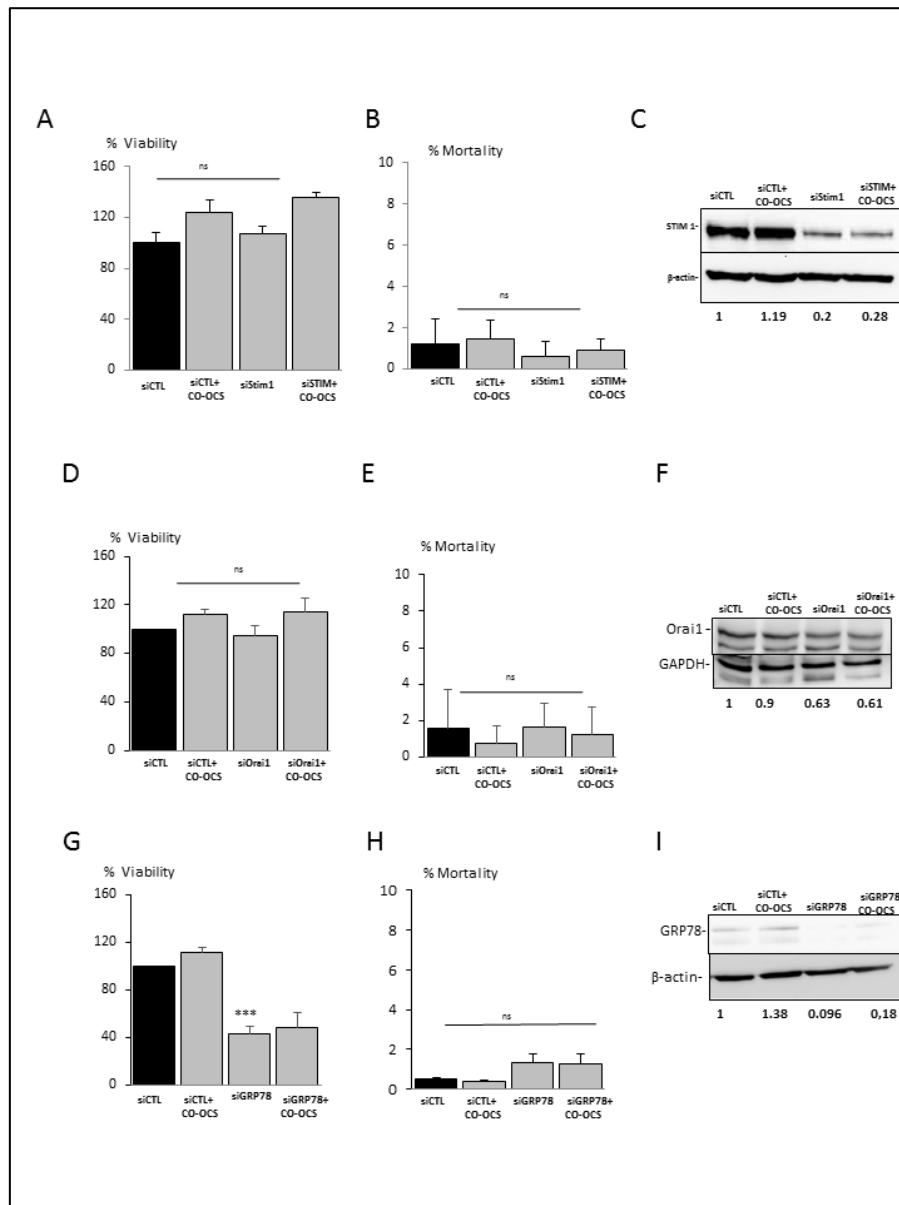 A
B
C
% Viability
% Mortality
ns
160
120
80
40
0
siCTL
siCTL+
CO-OCS
siStim1
siSTIM+
CO-OCS
10
8
6
4
2
0
ns
siCTL
siCTL+
CO-OCS
siStim1
siSTIM+
CO-OCS
siCTL
siCTL+
CO-OCS
siStim1
siSTIM+
CO-OCS
STIM 1-
β-actin-
1 1.19 0.2 0.28
D
E
F
% Viability
% Mortality
160
120
80
40
0
ns
siCTL
siCTL+
CO-OCS
siOrai1
siOrai1+
CO-OCS
10
8
6
4
2
0
ns
siCTL
siCTL+
CO-OCS
siOrai1
siOrai1+
CO-OCS
siCTL
siCTL+
CO-OCS
siOrai1
siOrai1+
CO-OCS
Orai1 -
GAPDH-
1 0.9 0.63 0.61
G
H
I
% Viability
% Mortality
160
120
80
40
0
***
siCTL
siCTL+
CO-OCS
siGRP78
siGRP78+
CO-OCS
10
8
6
4
2
0
ns
siCTL
siCTL+
CO-OCS
siGRP78
siGRP78+
CO-OCS
siCTL
siCTL+
CO-OCS
siGRP78
siGRP78
CO-OCS
GRP78-
β-actin-
1 1.38 0.096 0,18